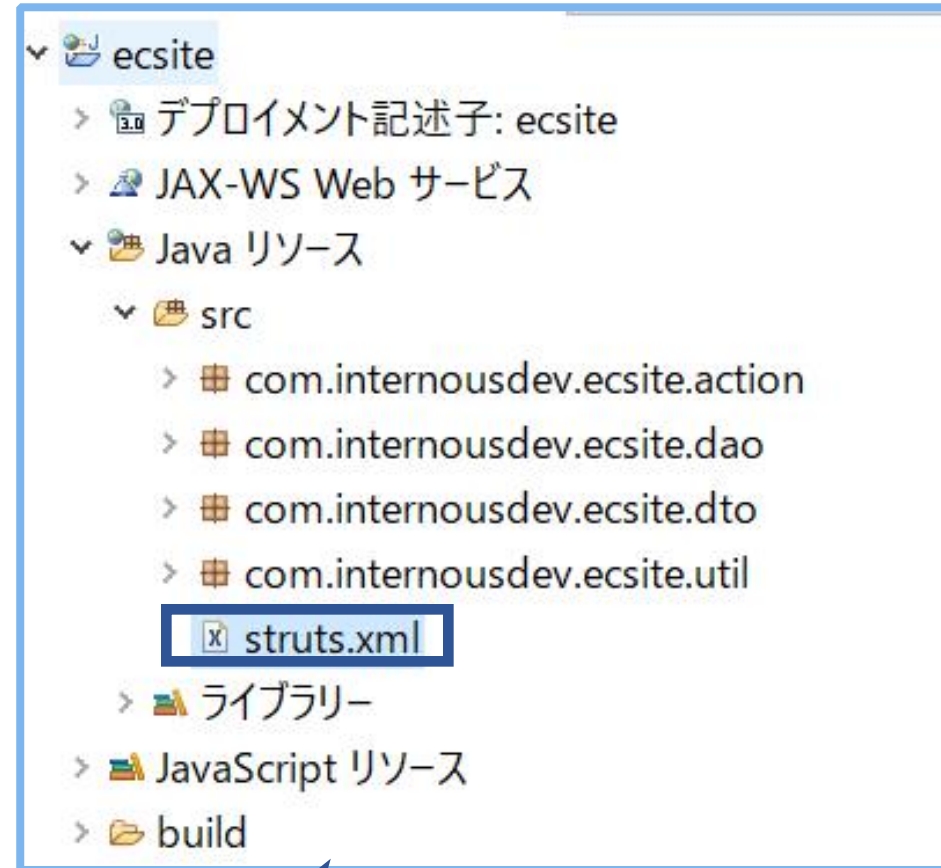 ecsite
デプロイメント記述子: ecsite
JAX-WS Web サービス
Java リソース
src
com.internousdev.ecsite.action
com.internousdev.ecsite.dao
com.internousdev.ecsite.dto
com.internousdev.ecsite.util
struts.xml
ライブラリー
JavaScript リソース
build